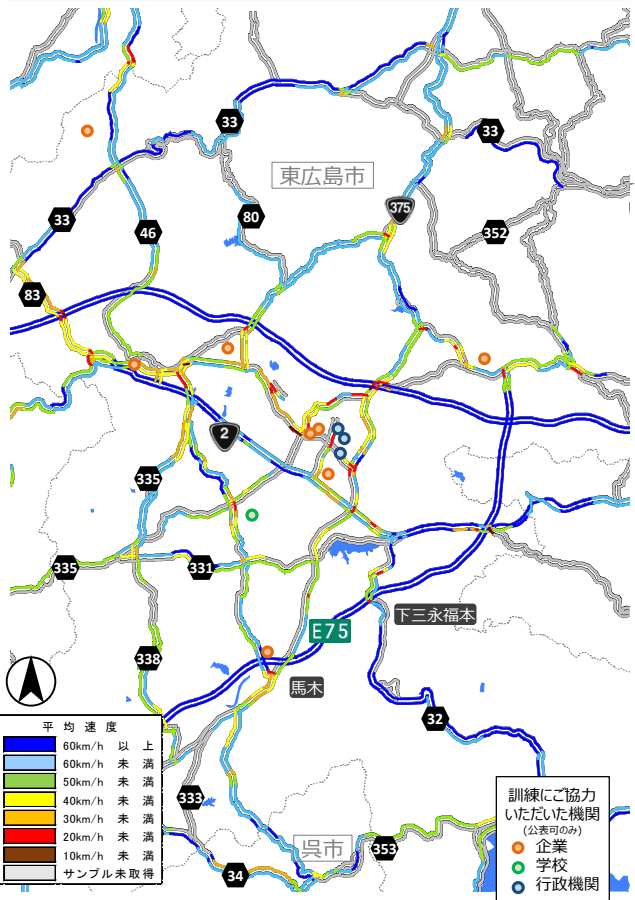 33
33
東広島市
375
80
33
46
352
83
2
335
335
331
下三永福本
E75
338
馬木
32
333
呉市
353
34
平均速度
60km/h 以上
60km/h 未満
50km/h 未満
40km/h 未満
30km/h 未満
20km/h 未満
10km/h 未満
サンプル未取得
訓練にご協力
いただいた機関
(公表可のみ)
企業
学校
行政機関